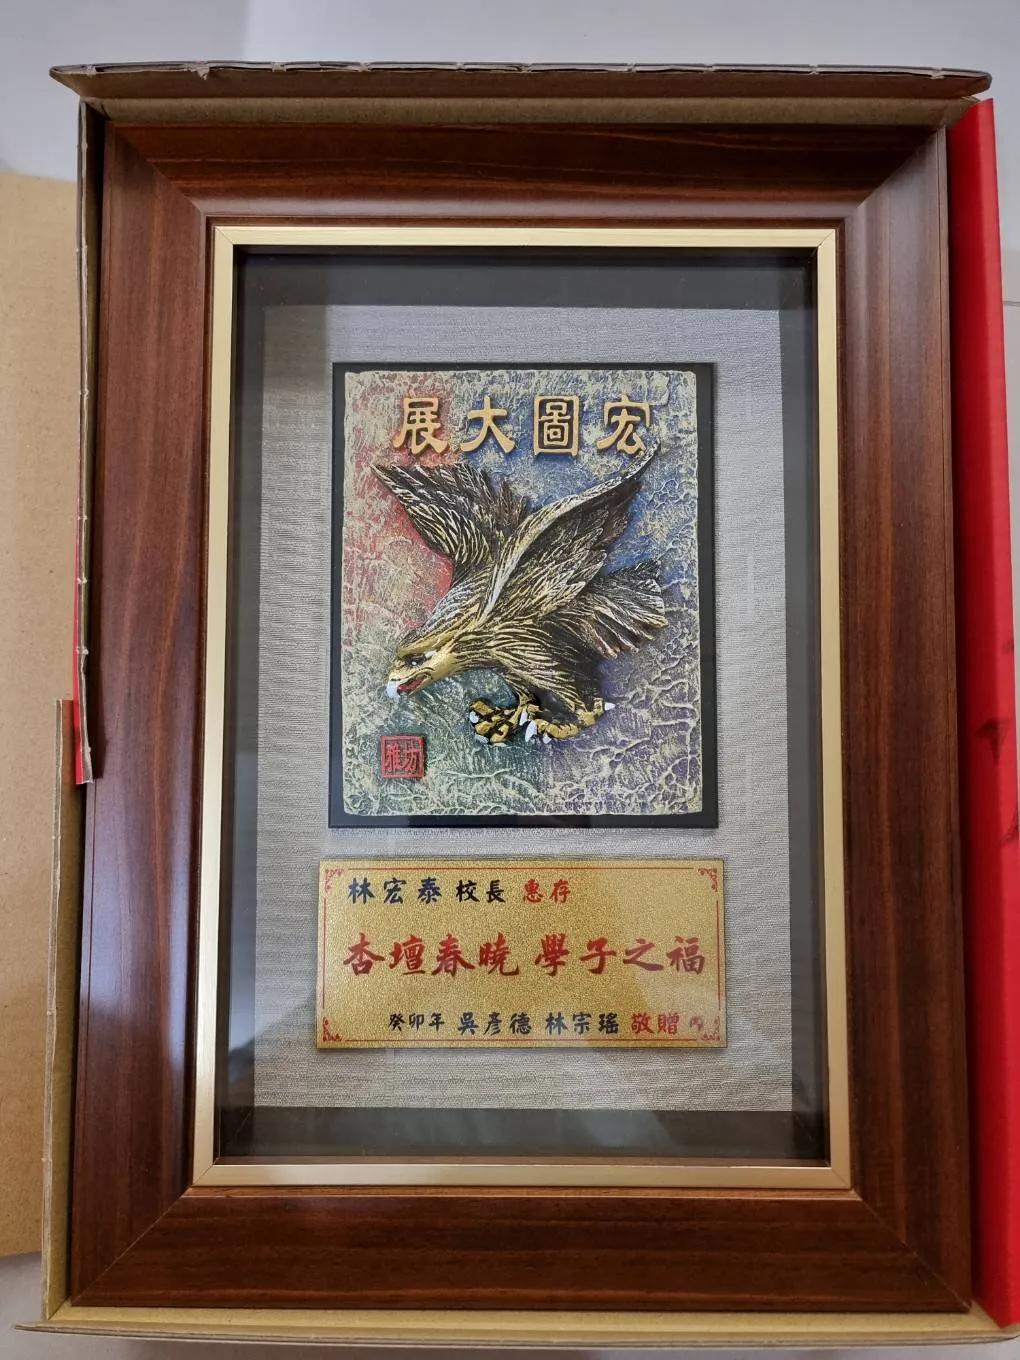 宏圖大展
林宏泰校長 惠存
杏壇春曉 學子之福
癸卯年 吳彥德 林宗瑤 敬贈